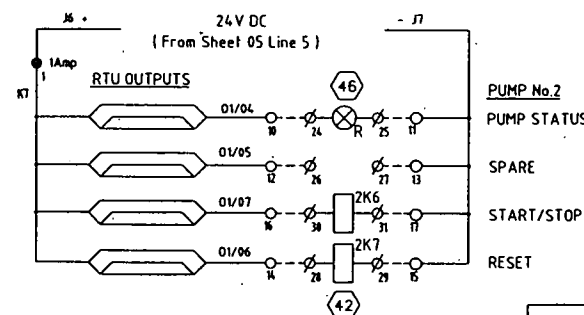 J6 + 24V DC - J7
( From Sheet 05 Line 5 )
1Amp
1
K7
RTU OUTPUTS
46
PUMP No.2
01/04 10 24 R 25 11 PUMP STATUS
01/05 12 26 27 13 SPARE
01/07 16 30 2K6 31 17 START/STOP
01/06 14 28 2K7 29 15 RESET
42